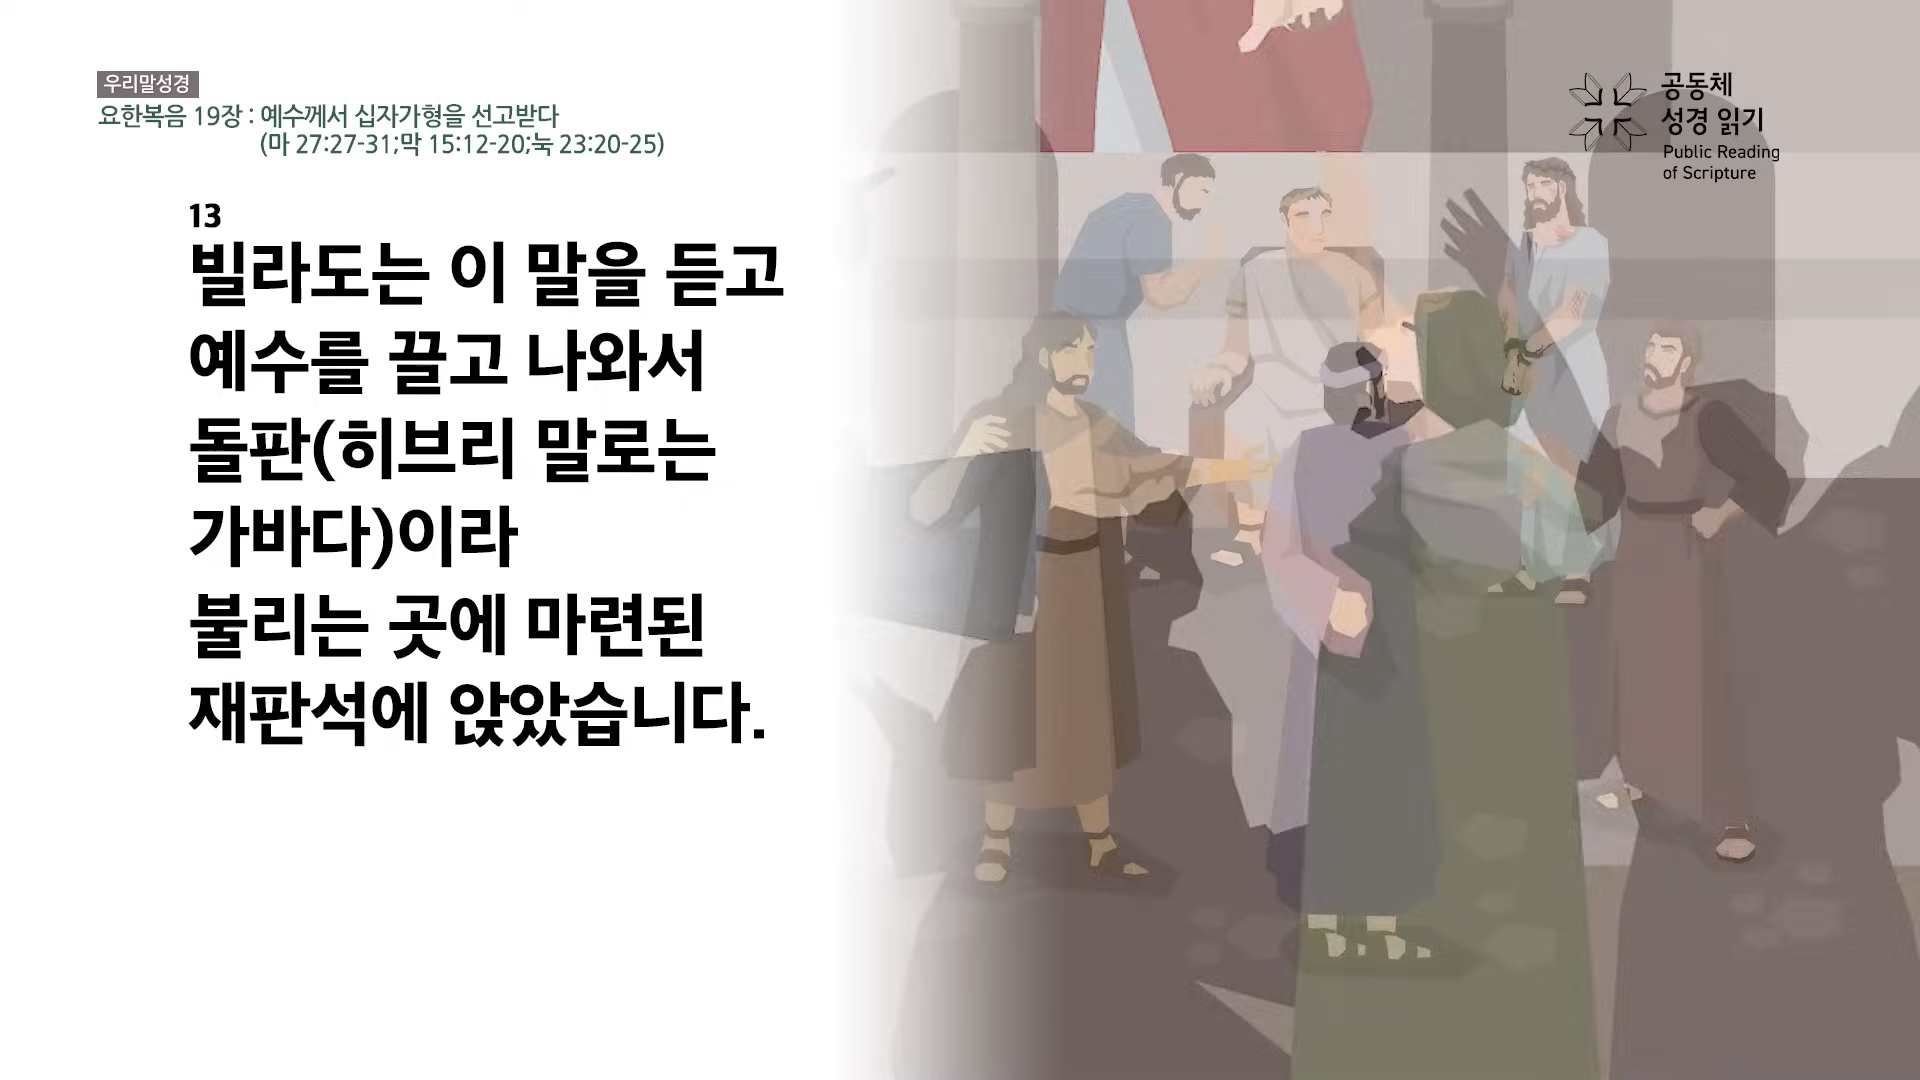 우리말성경
요한복음 19장 : 예수께서 십자가형을 선고받다
(마 27:27-31;막 15:12-20;눅 23:20-25)
13
빌라도는 이 말을 듣고
예수를 끌고 나와서
돌판(히브리 말로는
가바다)이라
불리는 곳에 마련된
재판석에 앉았습니다.
공동체
성경 읽기
Public Reading
of Scripture